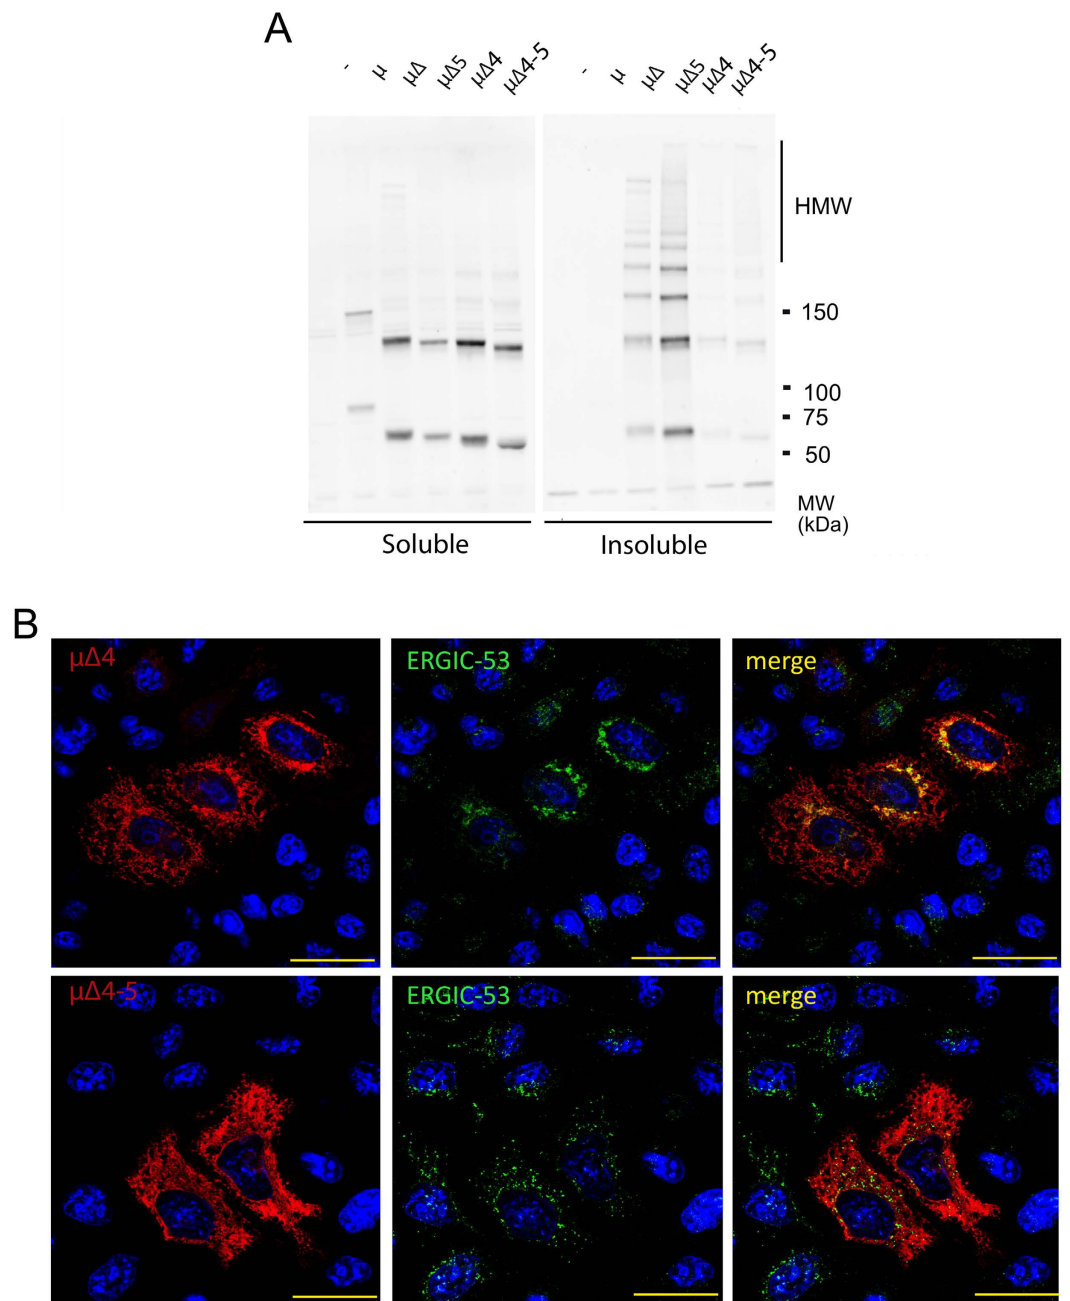 A
- μ μΔ μΔ5 μΔ4 μΔ4-5
- μ μΔ μΔ5 μΔ4 μΔ4-5
HMW
150
100
75
50
MW
(kDa)
Soluble
Insoluble
B
μΔ4
ERGIC-53
merge
μΔ4-5
ERGIC-53
merge